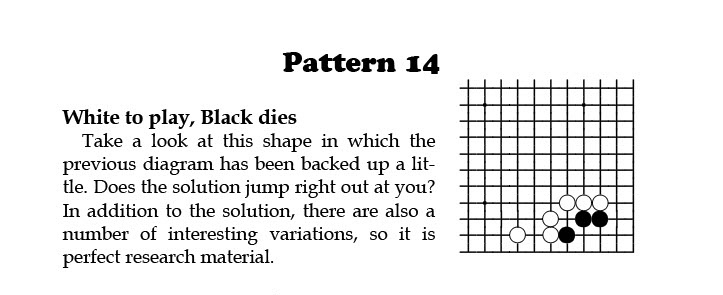 Pattern 14
White to play, Black dies
Take a look at this shape in which the
previous diagram has been backed up a lit-
tle. Does the solution jump right out at you?
In addition to the solution, there are also a
number of interesting variations, so it is
perfect research material.